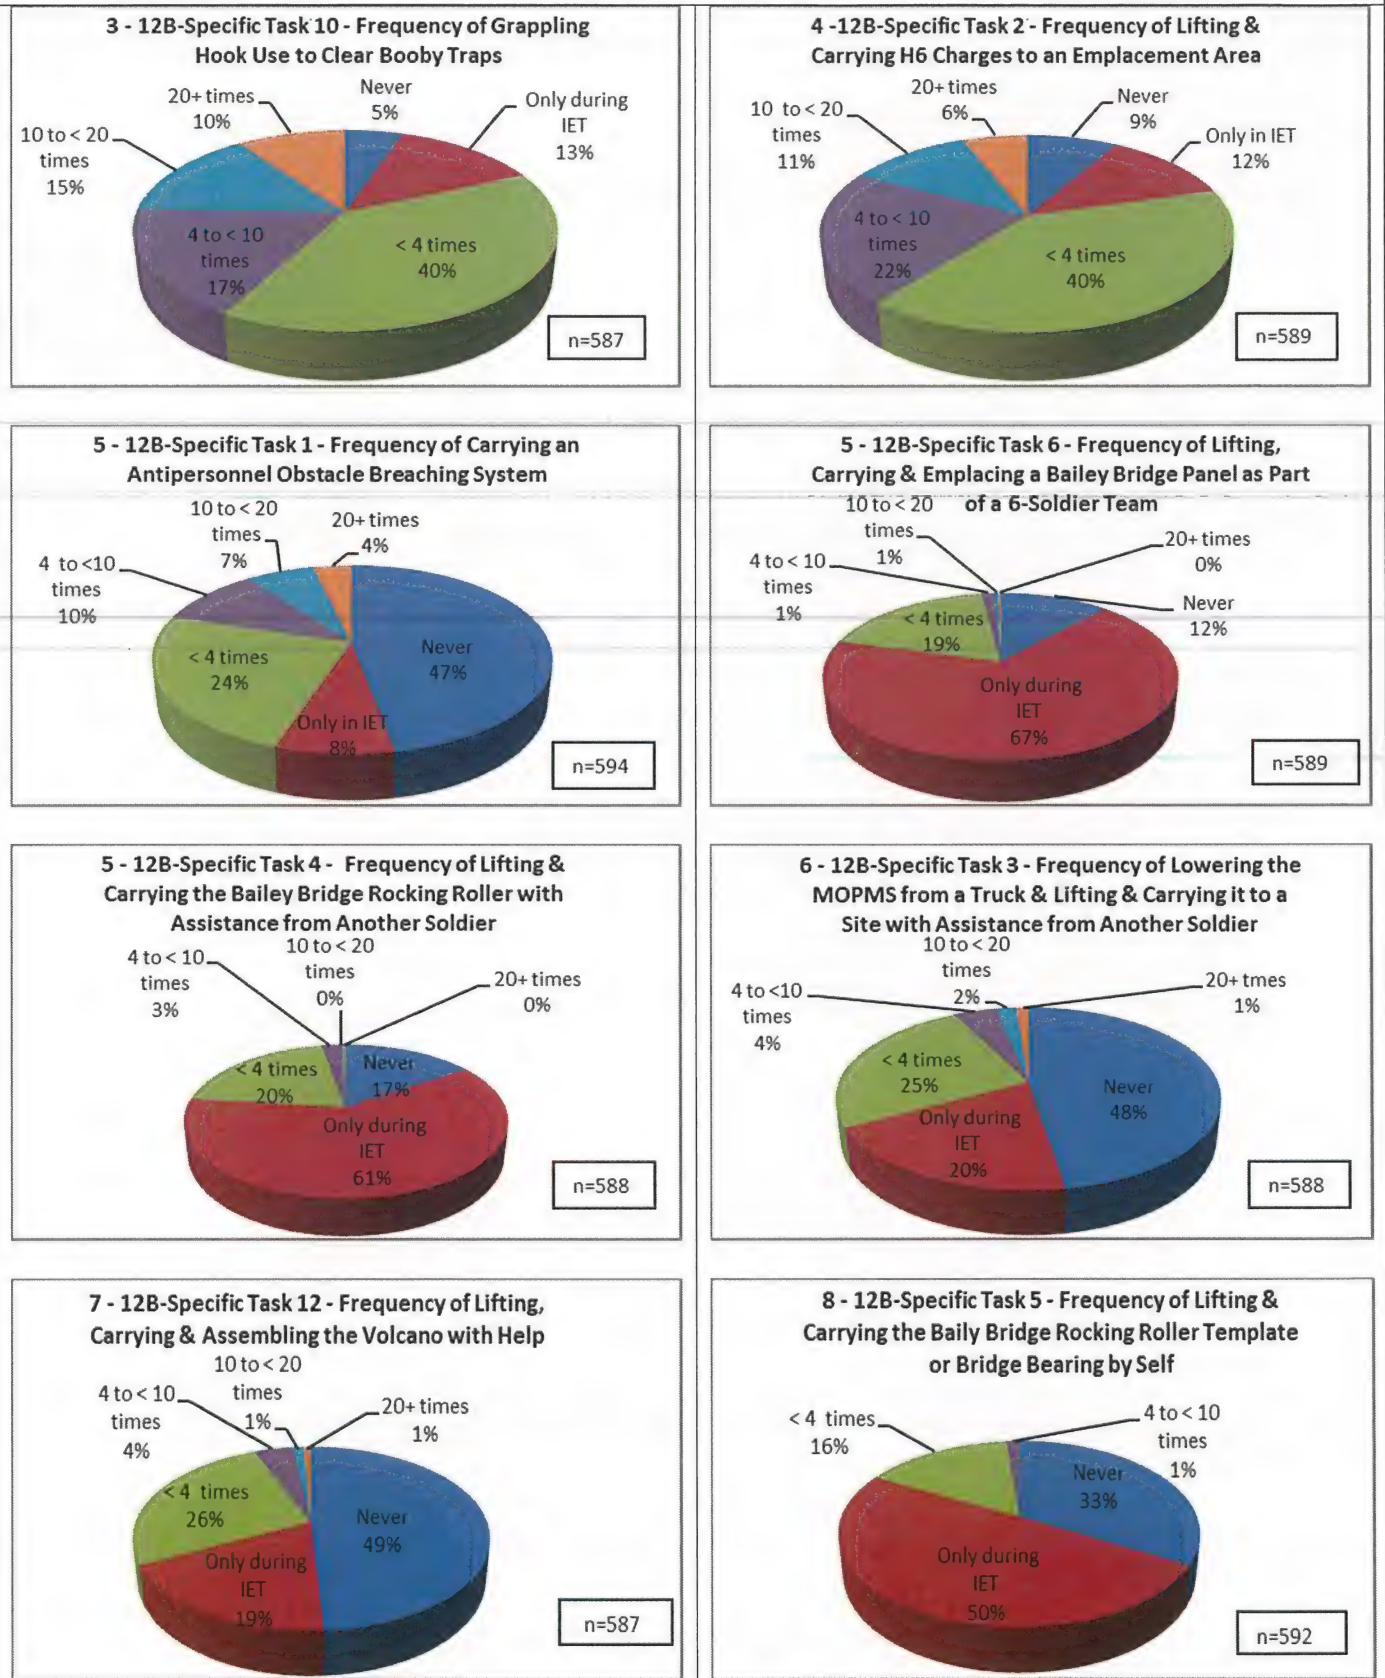 3 - 12B-Specific Task 10 - Frequency of Grappling
Hook Use to Clear Booby Traps
Never
5%
Only during
IET
13%
< 4 times
40%
4 to < 10
times
17%
10 to < 20
times
15%
20+ times
10%
n=587
4 -12B-Specific Task 2 - Frequency of Lifting &
Carrying H6 Charges to an Emplacement Area
Never
9%
Only in IET
12%
< 4 times
40%
4 to < 10
times
22%
10 to < 20
times
11%
20+ times
6%
n=589
5 - 12B-Specific Task 1 - Frequency of Carrying an
Antipersonnel Obstacle Breaching System
Never
47%
Only in IET
8%
< 4 times
24%
4 to <10
times
10%
10 to < 20
times
7%
20+ times
4%
n=594
5 - 12B-Specific Task 6 - Frequency of Lifting,
Carrying & Emplacing a Bailey Bridge Panel as Part
of a 6-Soldier Team
Never
12%
Only during
IET
67%
< 4 times
19%
4 to < 10
times
1%
10 to < 20
times
1%
20+ times
0%
n=589
5 - 12B-Specific Task 4 - Frequency of Lifting &
Carrying the Bailey Bridge Rocking Roller with
Assistance from Another Soldier
Never
17%
Only during
IET
61%
< 4 times
20%
4 to < 10
times
3%
10 to < 20
times
0%
20+ times
0%
n=588
6 - 12B-Specific Task 3 - Frequency of Lowering the
MOPMS from a Truck & Lifting & Carrying it to a
Site with Assistance from Another Soldier
Never
48%
Only during
IET
20%
< 4 times
25%
4 to <10
times
4%
10 to < 20
times
2%
20+ tmes
1%
n=588
7 - 12B-Specific Task 12 - Frequency of Lifting,
Carrying & Assembling the Volcano with Help
Never
49%
Only during
IET
19%
< 4 times
26%
4 to < 10
times
4%
10 to < 20
times
1%
20+ times
1%
n=587
8 - 12B-Specific Task 5 - Frequency of Lifting &
Carrying the Baily Bridge Rocking Roller Template
or Bridge Bearing by Self
Never
33%
Only during
IET
50%
< 4 times
16%
4 to < 10
times
1%
n=592